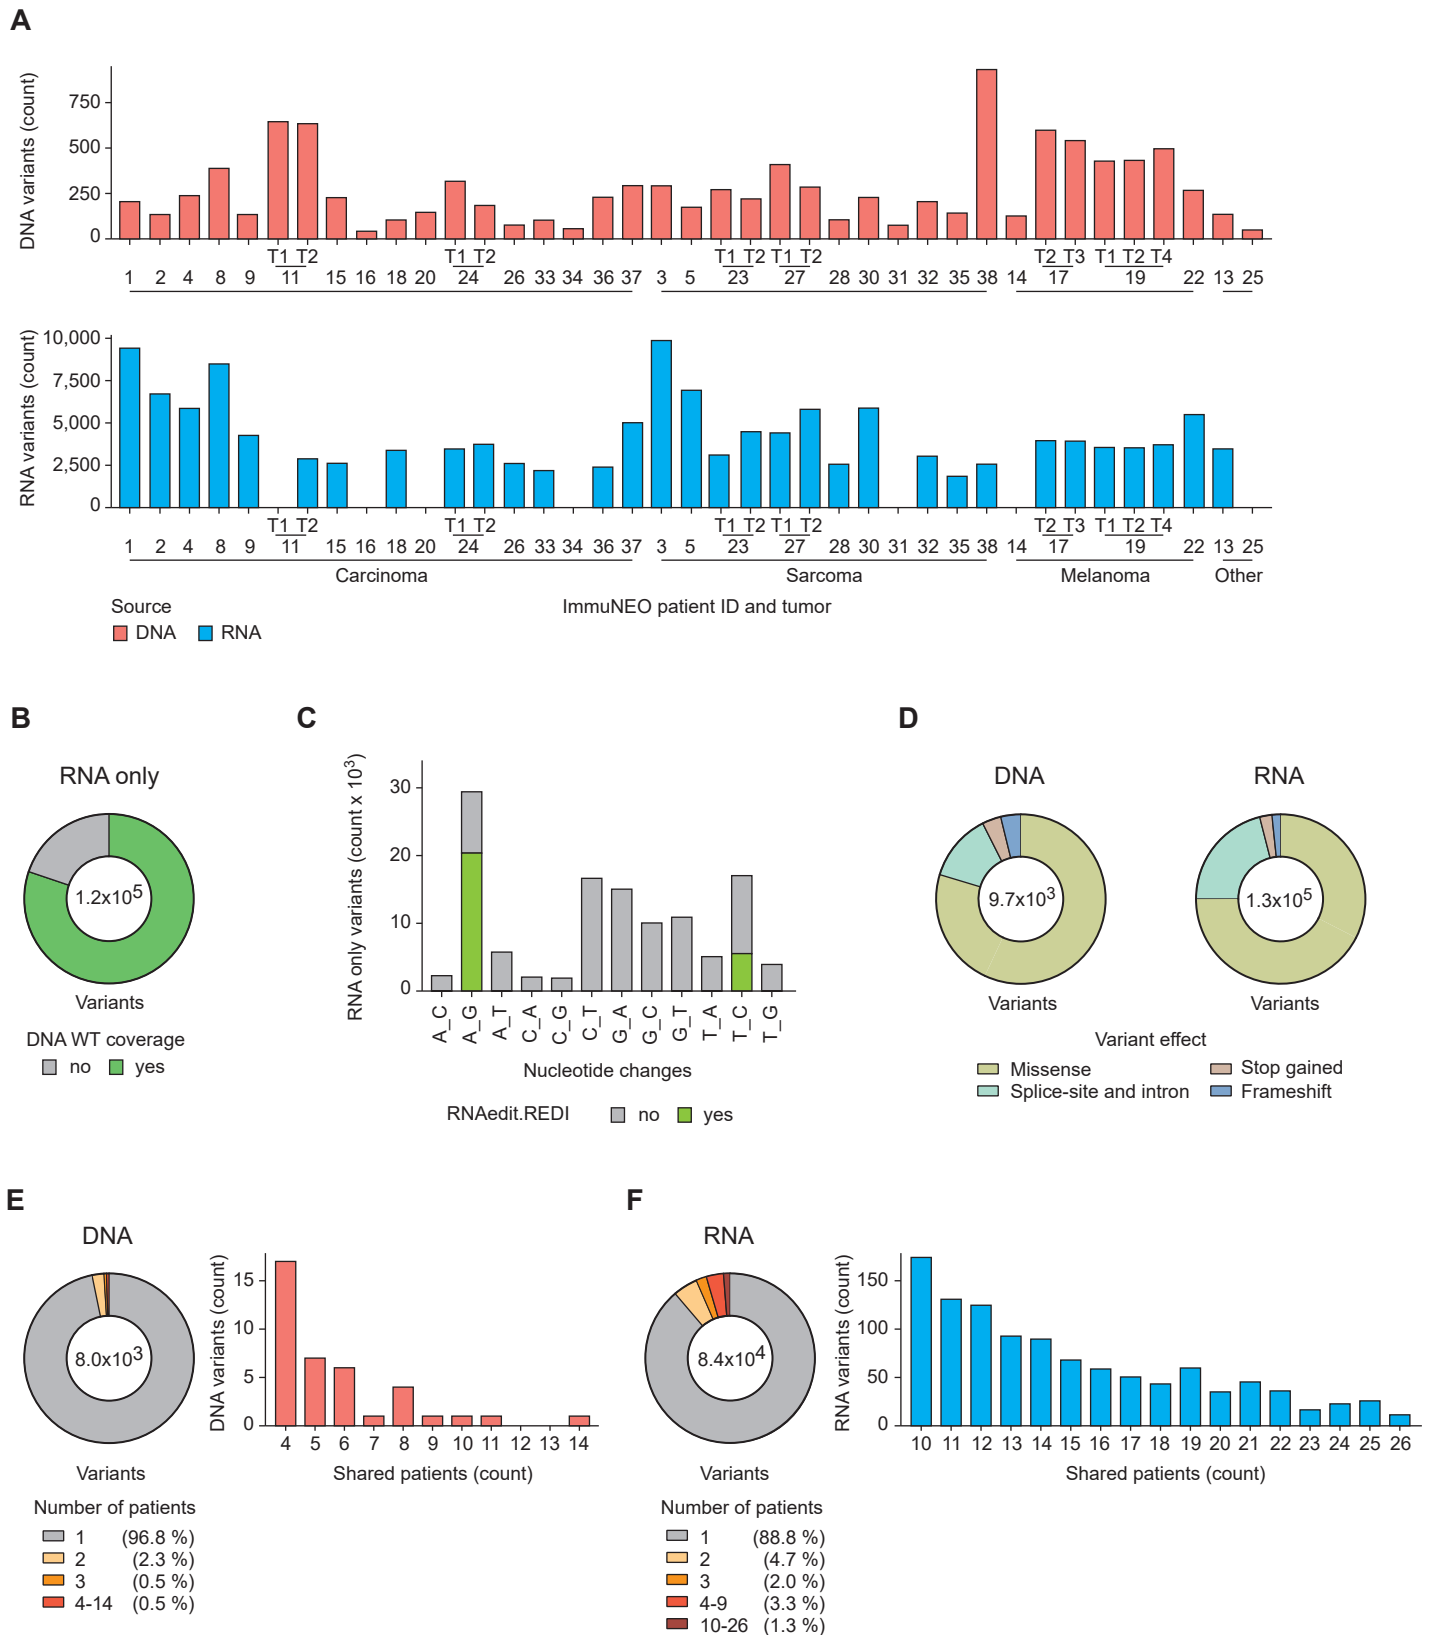 A
DNA variants (count)
750
500
250
0
T1 T2 T1 T2 T1 T2 T1 T2 T2 T3 T1 T2 T4
1 2 4 8 9 11 15 16 18 20 24 26 33 34 36 37 3 5 23 27 28 30 31 32 35 38 14 17 19 22 13 25
RNA variants (count)
10,000
7,500
5,000
2,500
0
T1 T2 T1 T2 T1 T2 T1 T2 T2 T3 T1 T2 T4
1 2 4 8 9 11 15 16 18 20 24 26 33 34 36 37 3 5 23 27 28 30 31 32 35 38 14 17 19 22 13 25
Carcinoma Sarcoma Melanoma Other
Source
ImmuNEO patient ID and tumor
DNA RNA
B
RNA only
1.2x10⁵
Variants
DNA WT coverage
no yes
C
RNA only variants (count x 10³)
30
20
10
0
A_C A_G A_T C_A C_G C_T G_A G_C G_T T_A T_C T_G
Nucleotide changes
RNAedit.REDI no yes
D
DNA RNA
9.7x10³ 1.3x10⁵
Variants Variants
Variant effect
Missense Stop gained
Splice-site and intron Frameshift
E
DNA
8.0x10³
Variants
Number of patients
1 (96.8 %)
2 (2.3 %)
3 (0.5 %)
4-14 (0.5 %)
DNA variants (count)
15
10
5
0
4 5 6 7 8 9 10 11 12 13 14
Shared patients (count)
F
RNA
8.4x10⁴
Variants
Number of patients
1 (88.8 %)
2 (4.7 %)
3 (2.0 %)
4-9 (3.3 %)
10-26 (1.3 %)
RNA variants (count)
150
100
50
0
10 11 12 13 14 15 16 17 18 19 20 21 22 23 24 25 26
Shared patients (count)